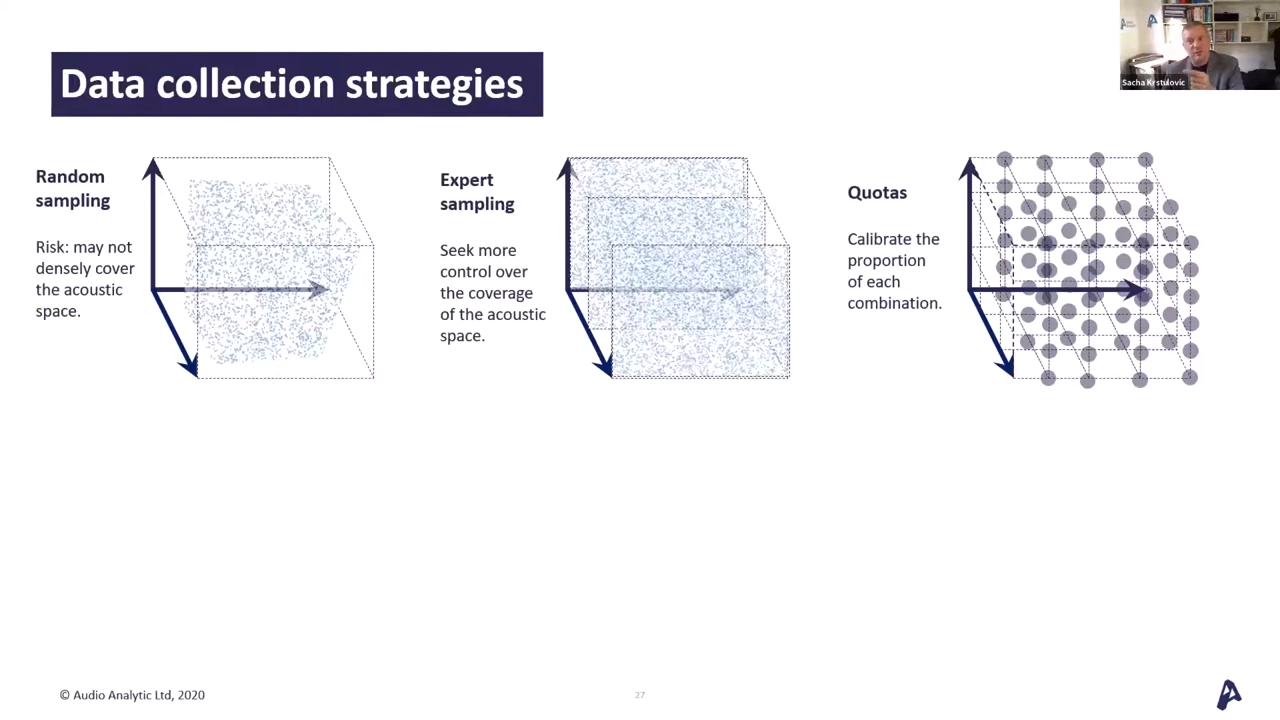 Data collection strategies
Sacha Krstulovic
Random
sampling
Risk: may not
densely cover
the acoustic
space.
Expert
sampling
Seek more
control over
the coverage
of the acoustic
space.
Quotas
Calibrate the
proportion
of each
combination.
© Audio Analytic Ltd, 2020
27